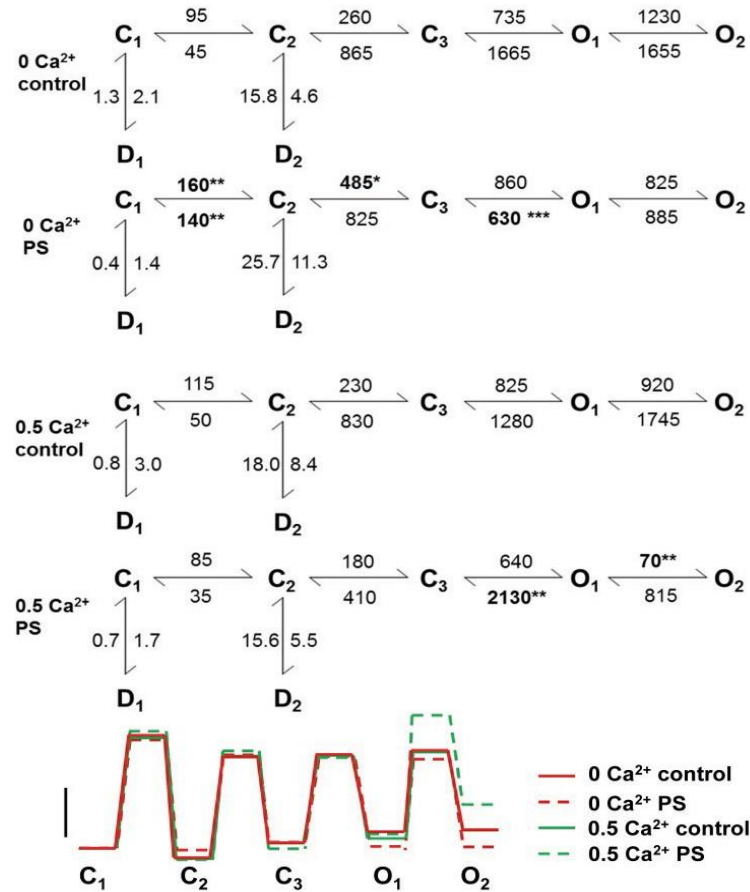 95 260 735 1230
C₁ C₂ C₃ O₁ O₂
45 865 1665 1655
0 Ca²⁺
control
1.3 2.1 15.8 4.6
D₁ D₂
160** 485* 860 825
C₁ C₂ C₃ O₁ O₂
140** 825 630 *** 885
0 Ca²⁺
PS
0.4 1.4 25.7 11.3
D₁ D₂
115 230 825 920
C₁ C₂ C₃ O₁ O₂
50 830 1280 1745
0.5 Ca²⁺
control
0.8 3.0 18.0 8.4
D₁ D₂
85 180 640 70**
C₁ C₂ C₃ O₁ O₂
35 410 2130** 815
0.5 Ca²⁺
PS
0.7 1.7 15.6 5.5
D₁ D₂
0 Ca²⁺ control
0 Ca²⁺ PS
0.5 Ca²⁺ control
0.5 Ca²⁺ PS
C₁ C₂ C₃ O₁ O₂